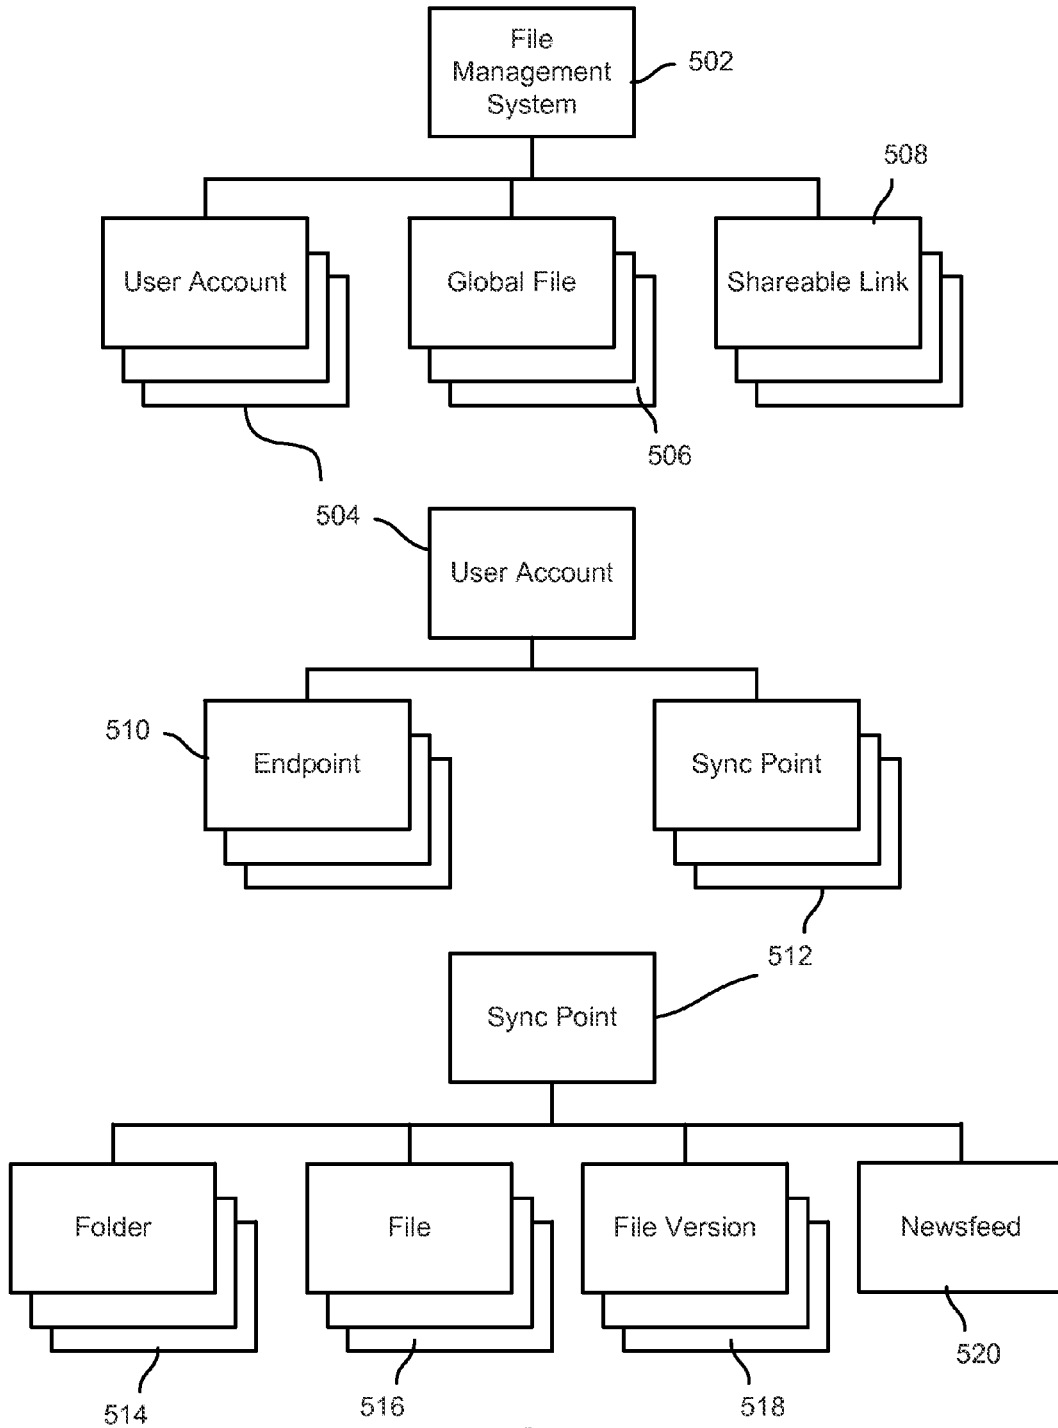 File
Management
System
502
508
User Account
Global File
Shareable Link
506
504
User Account
510
Endpoint
Sync Point
512
Sync Point
Folder
File
File Version
Newsfeed
520
514
516
518